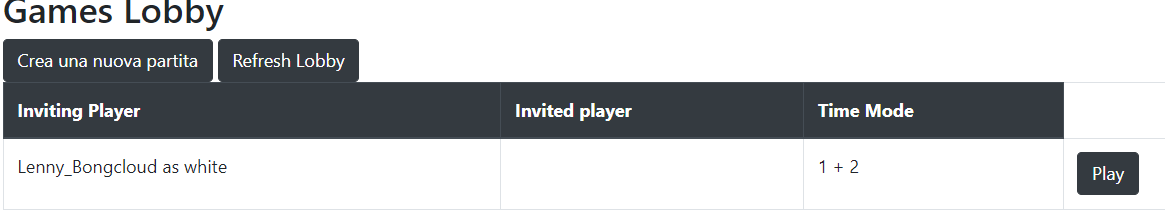 Games Lobby
Crea una nuova partita Refresh Lobby
Inviting Player Invited player Time Mode
Lenny_Bongcloud as white 1 + 2 Play